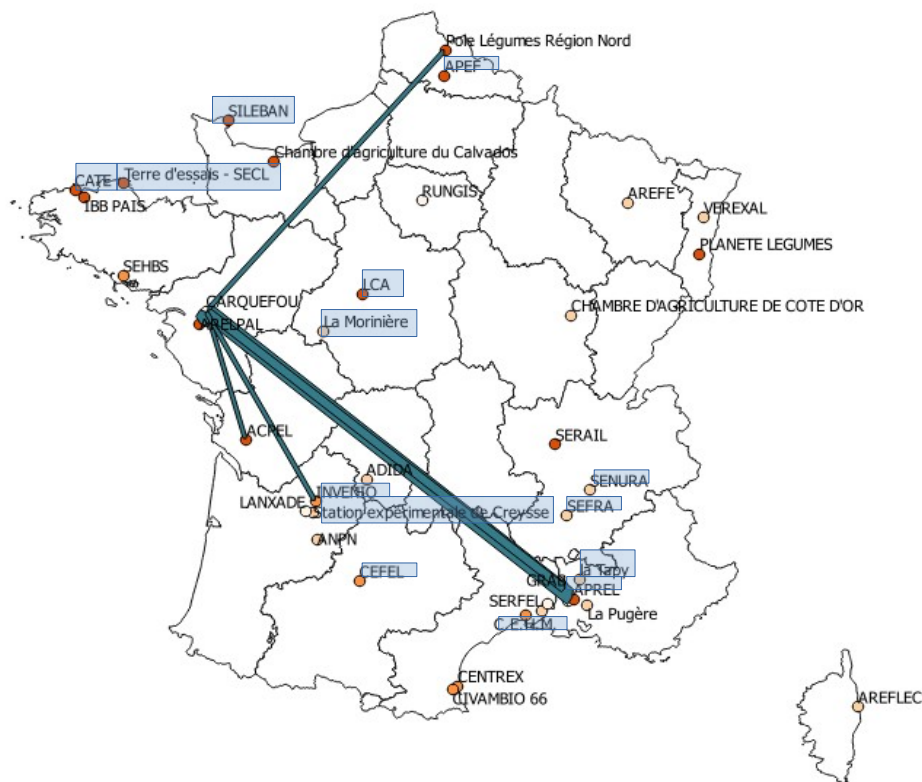 Pole Légumes Région Nord
APEF
SILEBAN
Chambre d'agriculture du Calvados
Terre d'essais - SECL
CATE
IBB PAIS
RUNGIS
AREFE
VEREXAL
PLANETE LEGUMES
SEHBS
LCA
CARQUEFOU
CHAMBRE D'AGRICULTURE DE COTE D'OR
La Morinière
ARELPAL
ACPEL
SERAIL
ADIDA
SENURA
INVENIO
LANXADE
SEFRA
Station expérimentale de Creysse
ANPN
la Tapy
CEFEL
GRAB
APREL
SERFEL
La Pugère
C.E.H.M.
CENTREX
CIVAMBIO 66
AREFLEC